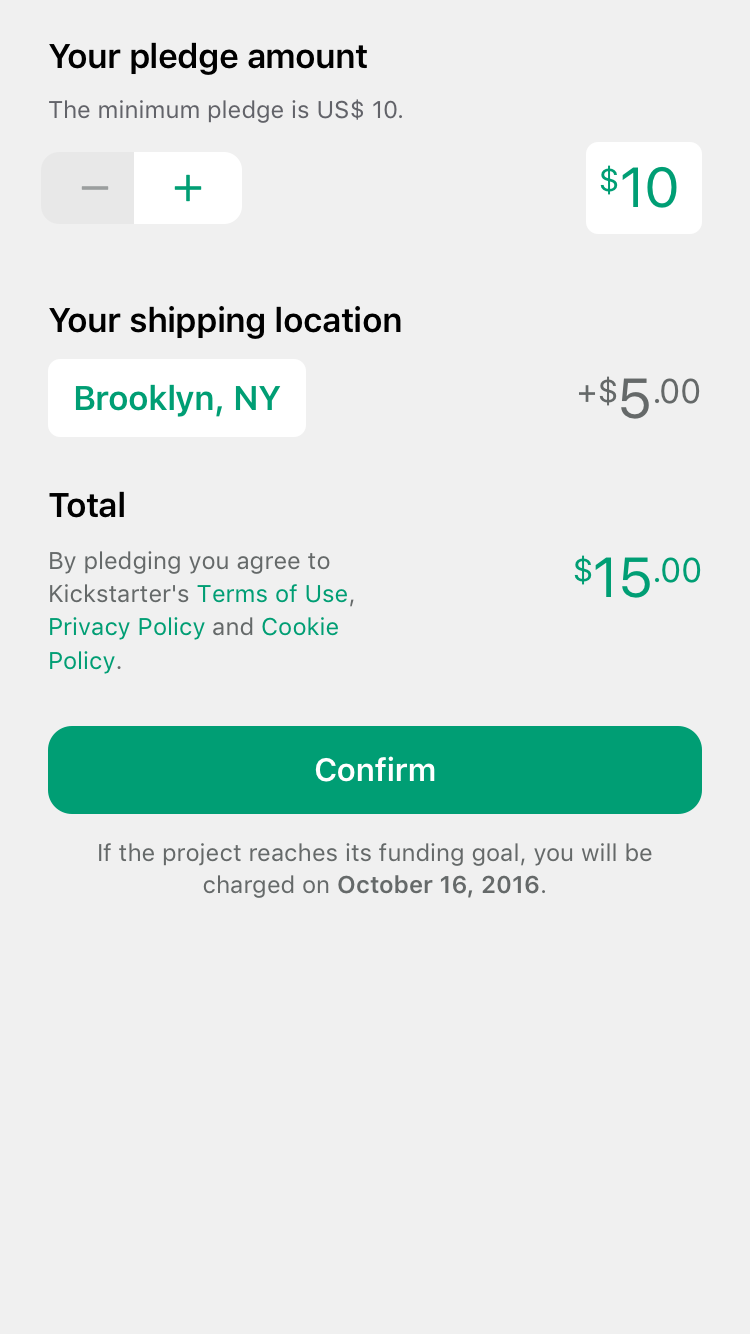 Your pledge amount
The minimum pledge is US$ 10.
− +
$10
Your shipping location
Brooklyn, NY
+$5.00
Total
By pledging you agree to
Kickstarter's Terms of Use,
Privacy Policy and Cookie
Policy.
$15.00
Confirm
If the project reaches its funding goal, you will be
charged on October 16, 2016.